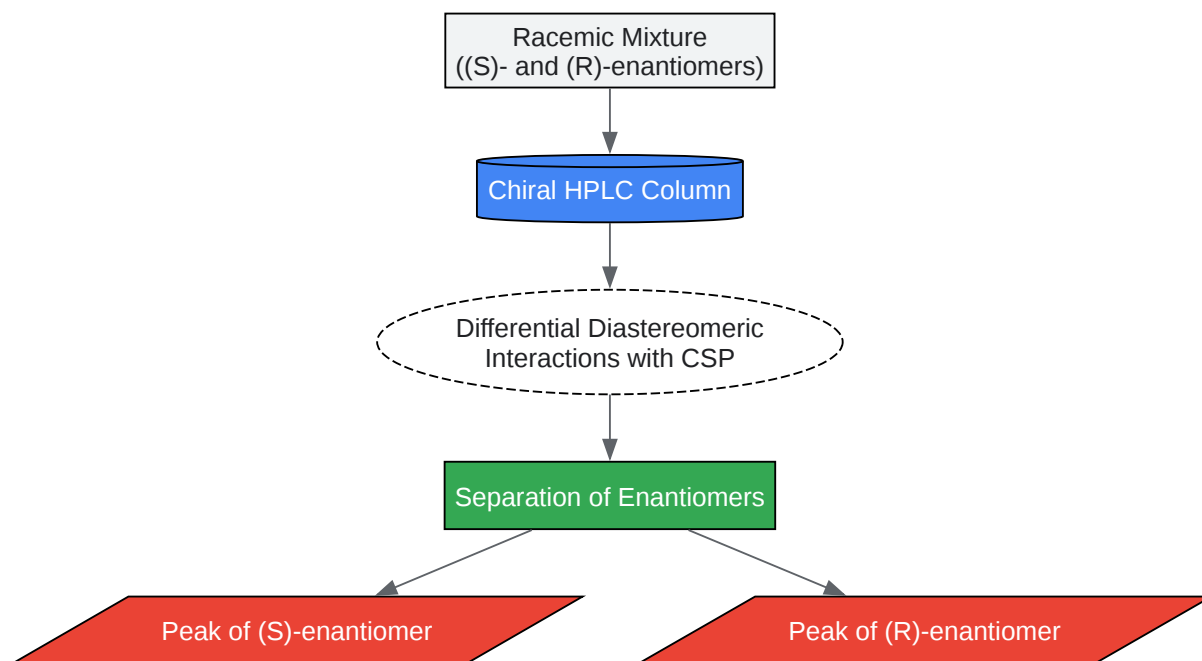 Racemic Mixture
((S)- and (R)-enantiomers)
Chiral HPLC Column
Differential Diastereomeric
Interactions with CSP
Separation of Enantiomers
Peak of (S)-enantiomer
Peak of (R)-enantiomer